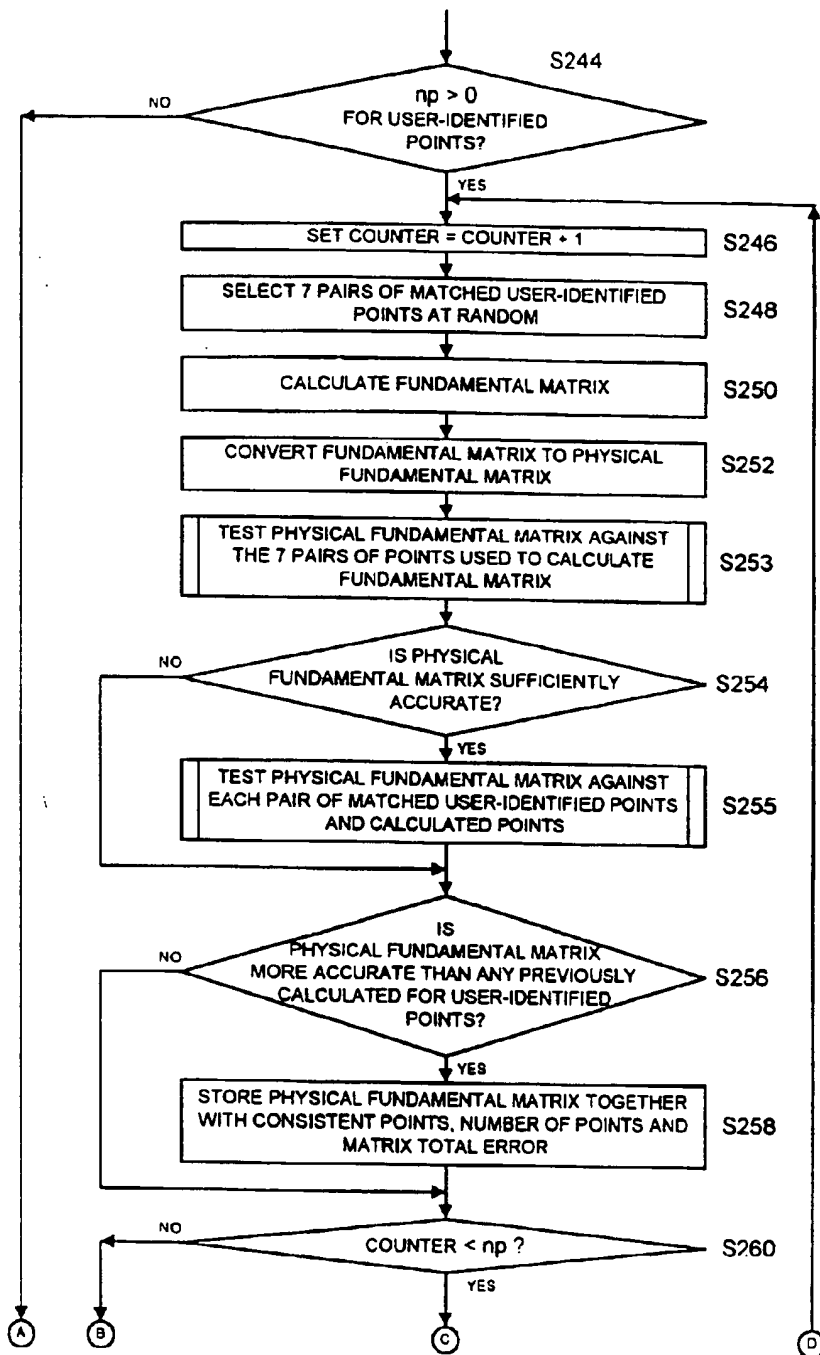 S244
np > 0
FOR USER-IDENTIFIED
POINTS?
NO
YES
SET COUNTER = COUNTER + 1
S246
SELECT 7 PAIRS OF MATCHED USER-IDENTIFIED
POINTS AT RANDOM
S248
CALCULATE FUNDAMENTAL MATRIX
S250
CONVERT FUNDAMENTAL MATRIX TO PHYSICAL
FUNDAMENTAL MATRIX
S252
TEST PHYSICAL FUNDAMENTAL MATRIX AGAINST
THE 7 PAIRS OF POINTS USED TO CALCULATE
FUNDAMENTAL MATRIX
S253
NO
IS PHYSICAL
FUNDAMENTAL MATRIX SUFFICIENTLY
ACCURATE?
S254
YES
TEST PHYSICAL FUNDAMENTAL MATRIX AGAINST
EACH PAIR OF MATCHED USER-IDENTIFIED POINTS
AND CALCULATED POINTS
S255
NO
IS
PHYSICAL FUNDAMENTAL MATRIX
MORE ACCURATE THAN ANY PREVIOUSLY
CALCULATED FOR USER-IDENTIFIED
POINTS?
S256
YES
STORE PHYSICAL FUNDAMENTAL MATRIX TOGETHER
WITH CONSISTENT POINTS, NUMBER OF POINTS AND
MATRIX TOTAL ERROR
S258
NO
COUNTER < np ?
S260
YES
A
B
C
D